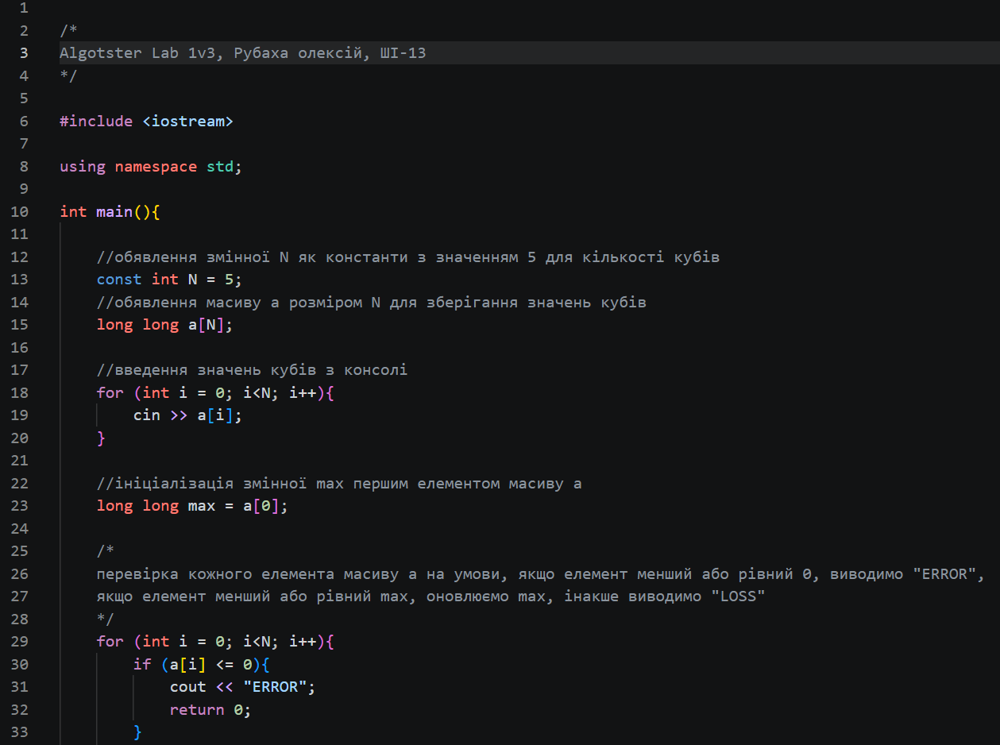 1
2 /*
3 Algotster Lab 1v3, Рубаха олексій, ШІ-13
4 */
5
6 #include <iostream>
7
8 using namespace std;
9
10 int main(){
11
12 //обявлення змінної N як константи з значенням 5 для кількості кубів
13 const int N = 5;
14 //обявлення масиву a розміром N для зберігання значень кубів
15 long long a[N];
16
17 //введення значень кубів з консолі
18 for (int i = 0; i<N; i++){
19 cin >> a[i];
20 }
21
22 //ініціалізація змінної max першим елементом масиву a
23 long long max = a[0];
24
25 /*
26 перевірка кожного елемента масиву a на умови, якщо елемент менший або рівний 0, виводимо "ERROR",
27 якщо елемент менший або рівний max, оновлюємо max, інакше виводимо "LOSS"
28 */
29 for (int i = 0; i<N; i++){
30 if (a[i] <= 0){
31 cout << "ERROR";
32 return 0;
33 }